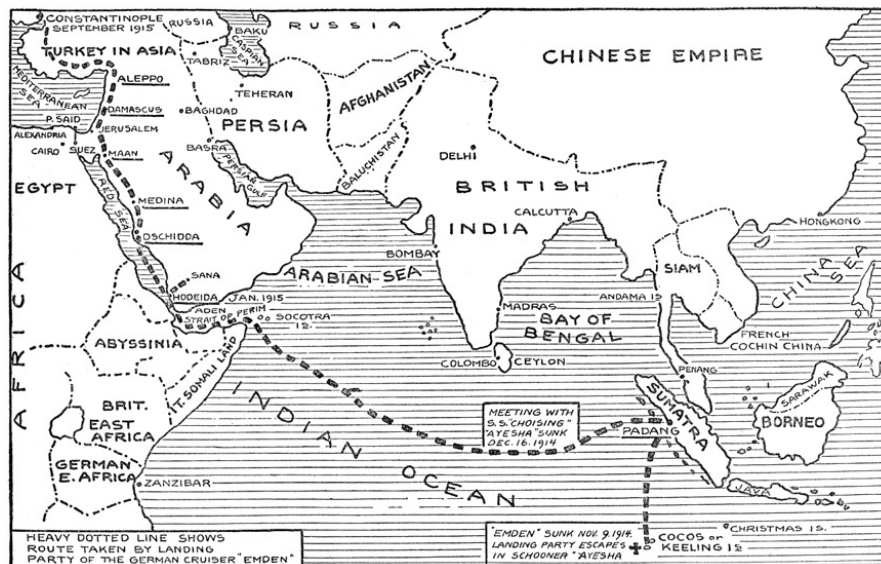 CONSTANTINOPLE
SEPTEMBER 1915
RUSSIA
RUSSIA
BAKU
CASPIAN
SEA
TURKEY IN ASIA
TABRIZ
CHINESE EMPIRE
MEDITERRANEAN
SEA
ALEPPO
TEHERAN
AFGHANISTAN
DAMASCUS
BAGHDAD
PERSIA
P. SAID
JERUSALEM
ALEXANDRIA
CAIRO
SUEZ
MAAN
BASRA
PERSIAN
GULF
BALUCHISTAN
DELHI
EGYPT
ARABIA
RED SEA
MEDINA
BRITISH
INDIA
CALCUTTA
HONGKONG
DSCHIDDA
BOMBAY
SANA
ARABIAN-SEA
SIAM
CHINA
SEA
HODEIDA JAN. 1915
ADEN
STRAIT OF PERIM
SOCOTRA
IS.
MADRAS
BAY OF
BENGAL
ANDAMA IS
FRENCH
COCHIN CHINA
AFRICA
ABYSSINIA
IT. SOMALI LAND
COLOMBO
CEYLON
PENANG
SUMATRA
SARAWAK
BORNEO
BRIT.
EAST
AFRICA
INDIAN
OCEAN
MEETING WITH
S.S. "CHOISING"
"AYESHA" SUNK
DEC. 16. 1914
PADANG
GERMAN
E. AFRICA
ZANZIBAR
JAVA
HEAVY DOTTED LINE SHOWS
ROUTE TAKEN BY LANDING
PARTY OF THE GERMAN CRUISER "EMDEN"
"EMDEN" SUNK NOV. 9. 1914.
LANDING PARTY ESCAPES
IN SCHOONER "AYESHA
CHRISTMAS IS.
COCOS OR
KEELING IS